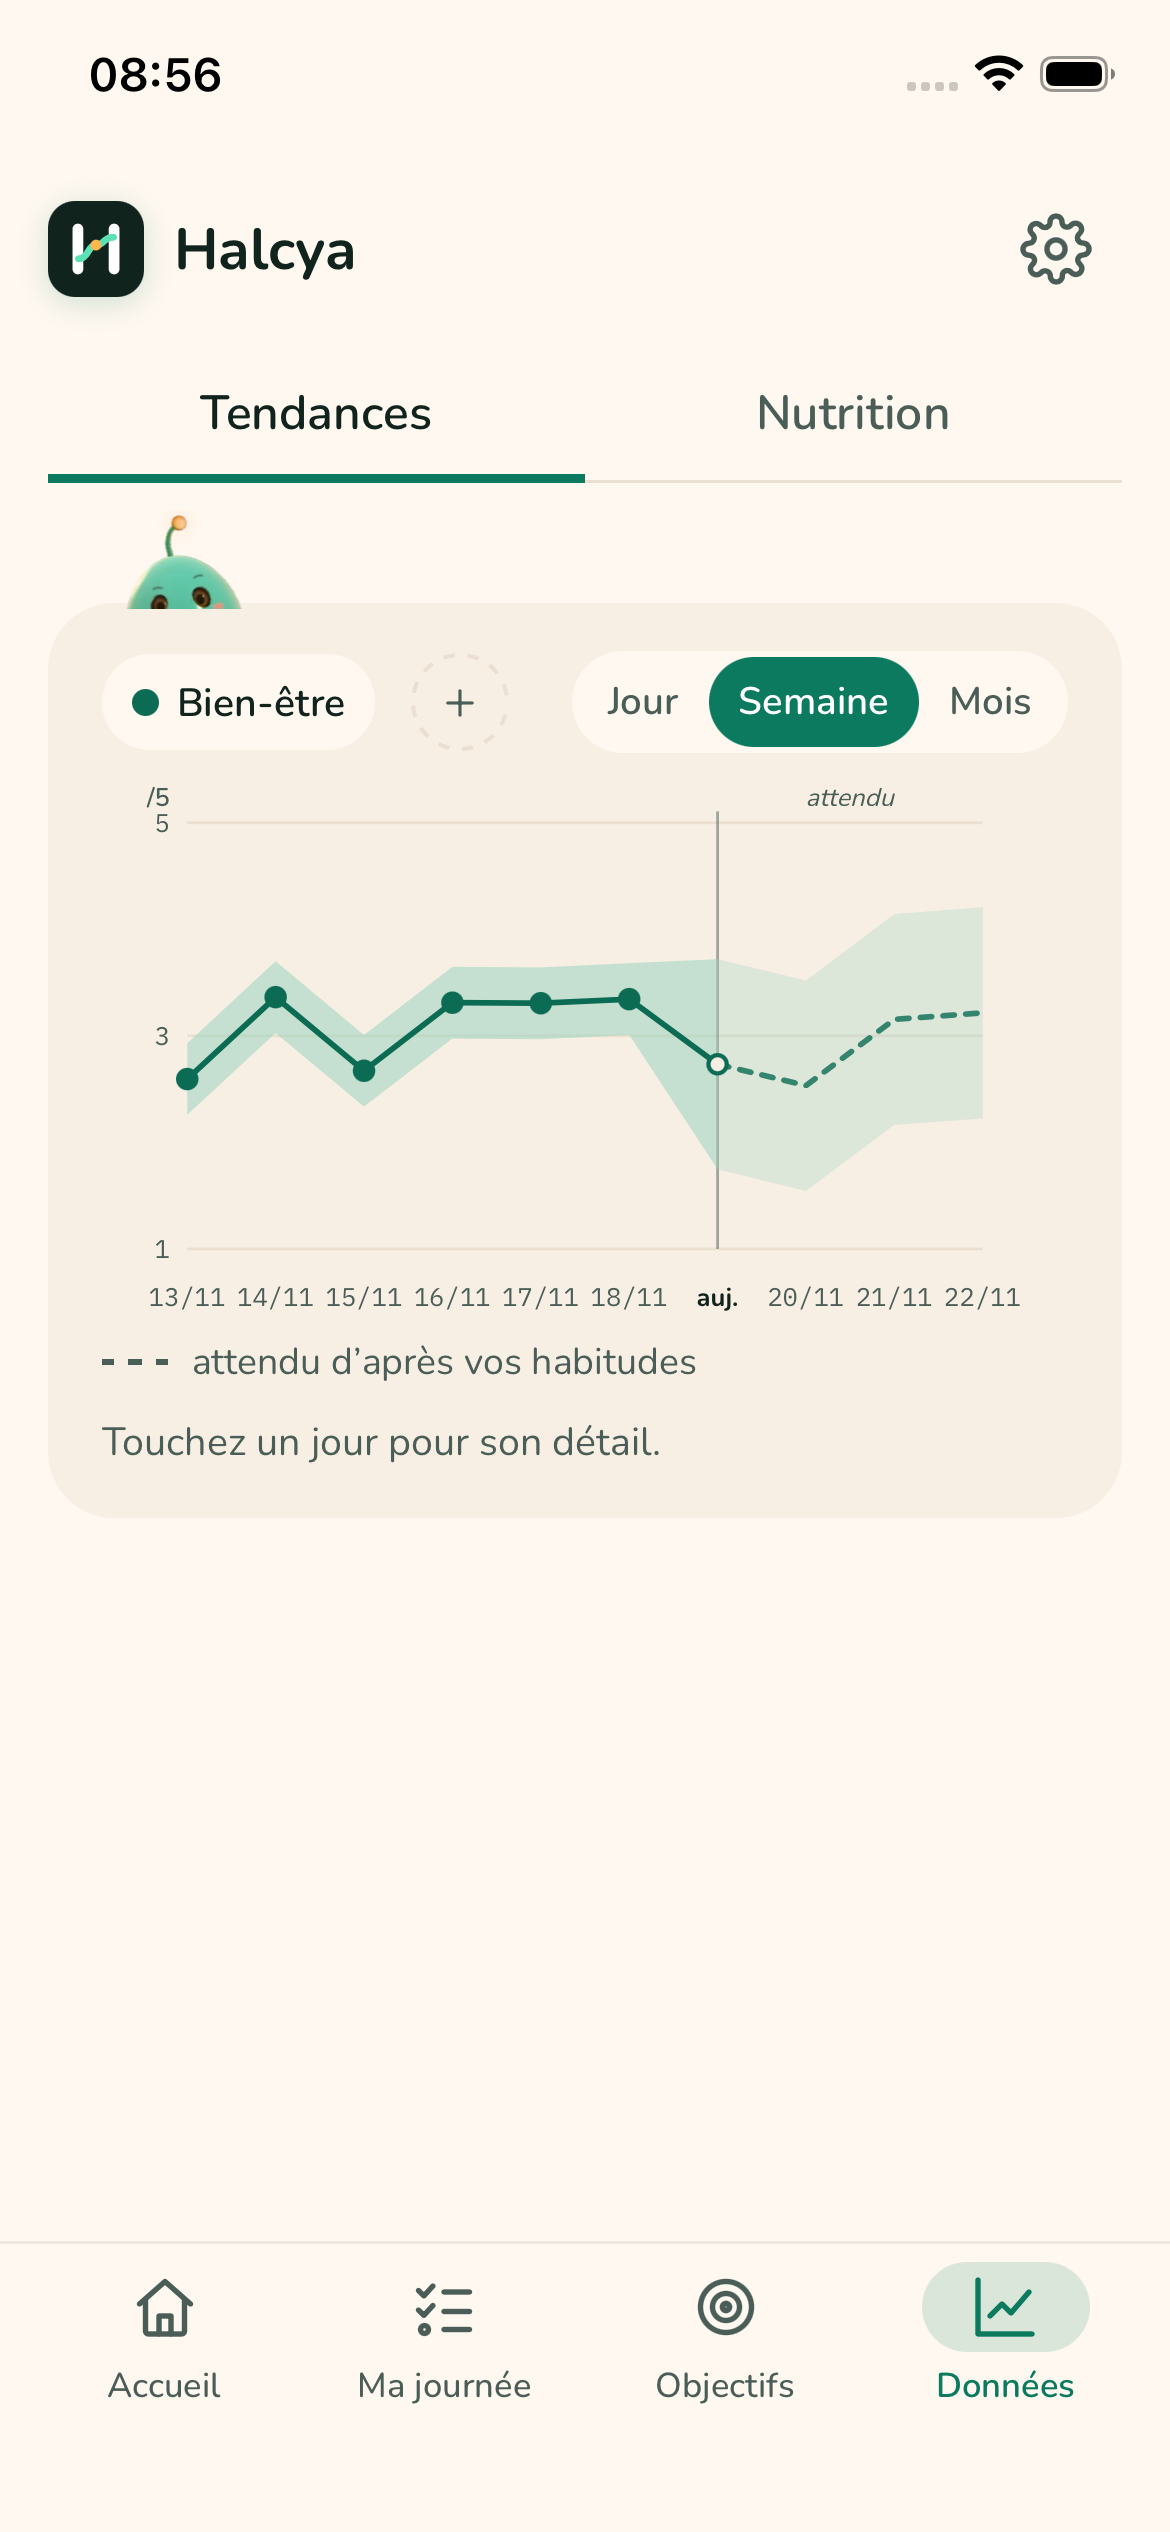 08:56
Halcya
Tendances Nutrition
Bien-être + Jour Semaine Mois
/5 attendu
5
3
1
13/11 14/11 15/11 16/11 17/11 18/11 auj. 20/11 21/11 22/11
attendu d’après vos habitudes
Touchez un jour pour son détail.
Accueil Ma journée Objectifs Données